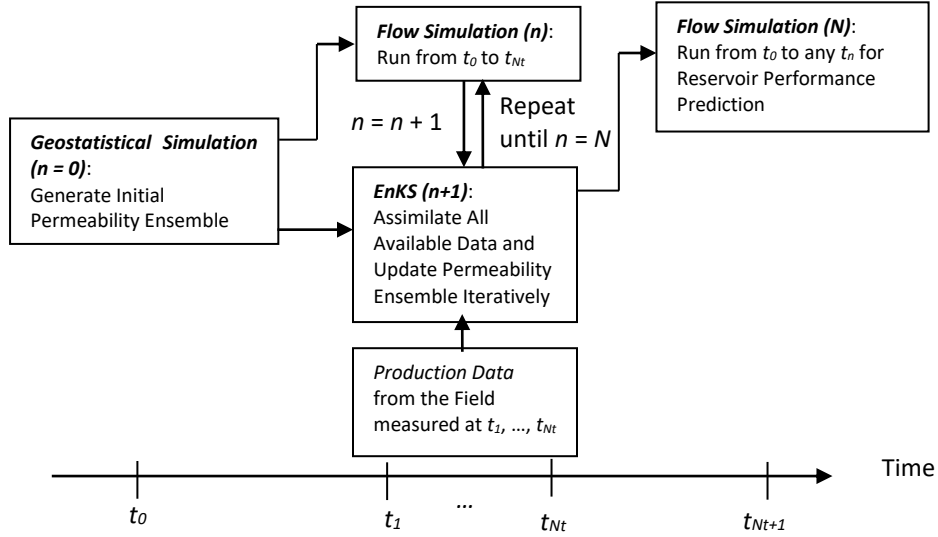 Flow Simulation (n):
Run from t0 to tNt
Flow Simulation (N):
Run from t0 to any tn for
Reservoir Performance
Prediction
n = n + 1
Repeat
until n = N
Geostatistical Simulation
(n = 0):
Generate Initial
Permeability Ensemble
EnKS (n+1):
Assimilate All
Available Data and
Update Permeability
Ensemble Iteratively
Production Data
from the Field
measured at t1, ..., tNt
Time
t0
t1
...
tNt
tNt+1